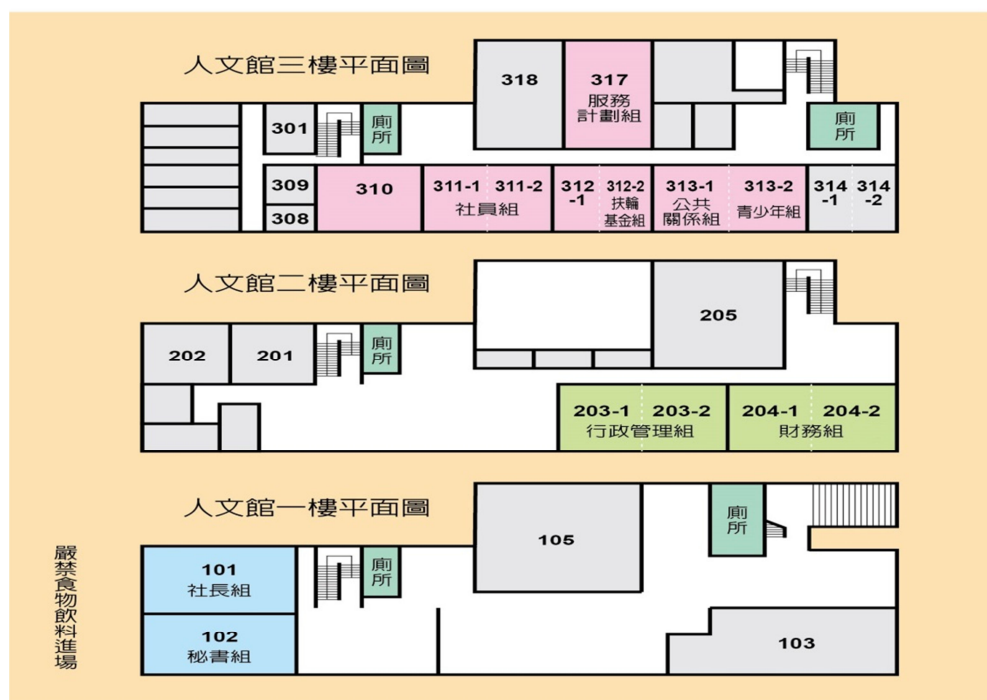 人文館三樓平面圖
318
317
服務
計劃組
301
廁所
廁所
309
308
310
311-1 311-2
社員組
312
-1
312-2
扶輪
基金組
313-1
公共
關係組
313-2
青少年組
314
-1
314
-2
人文館二樓平面圖
205
202
201
廁所
203-1 203-2
行政管理組
204-1 204-2
財務組
人文館一樓平面圖
廁所
105
101
社長組
廁所
102
秘書組
103
嚴禁食物飲料進場